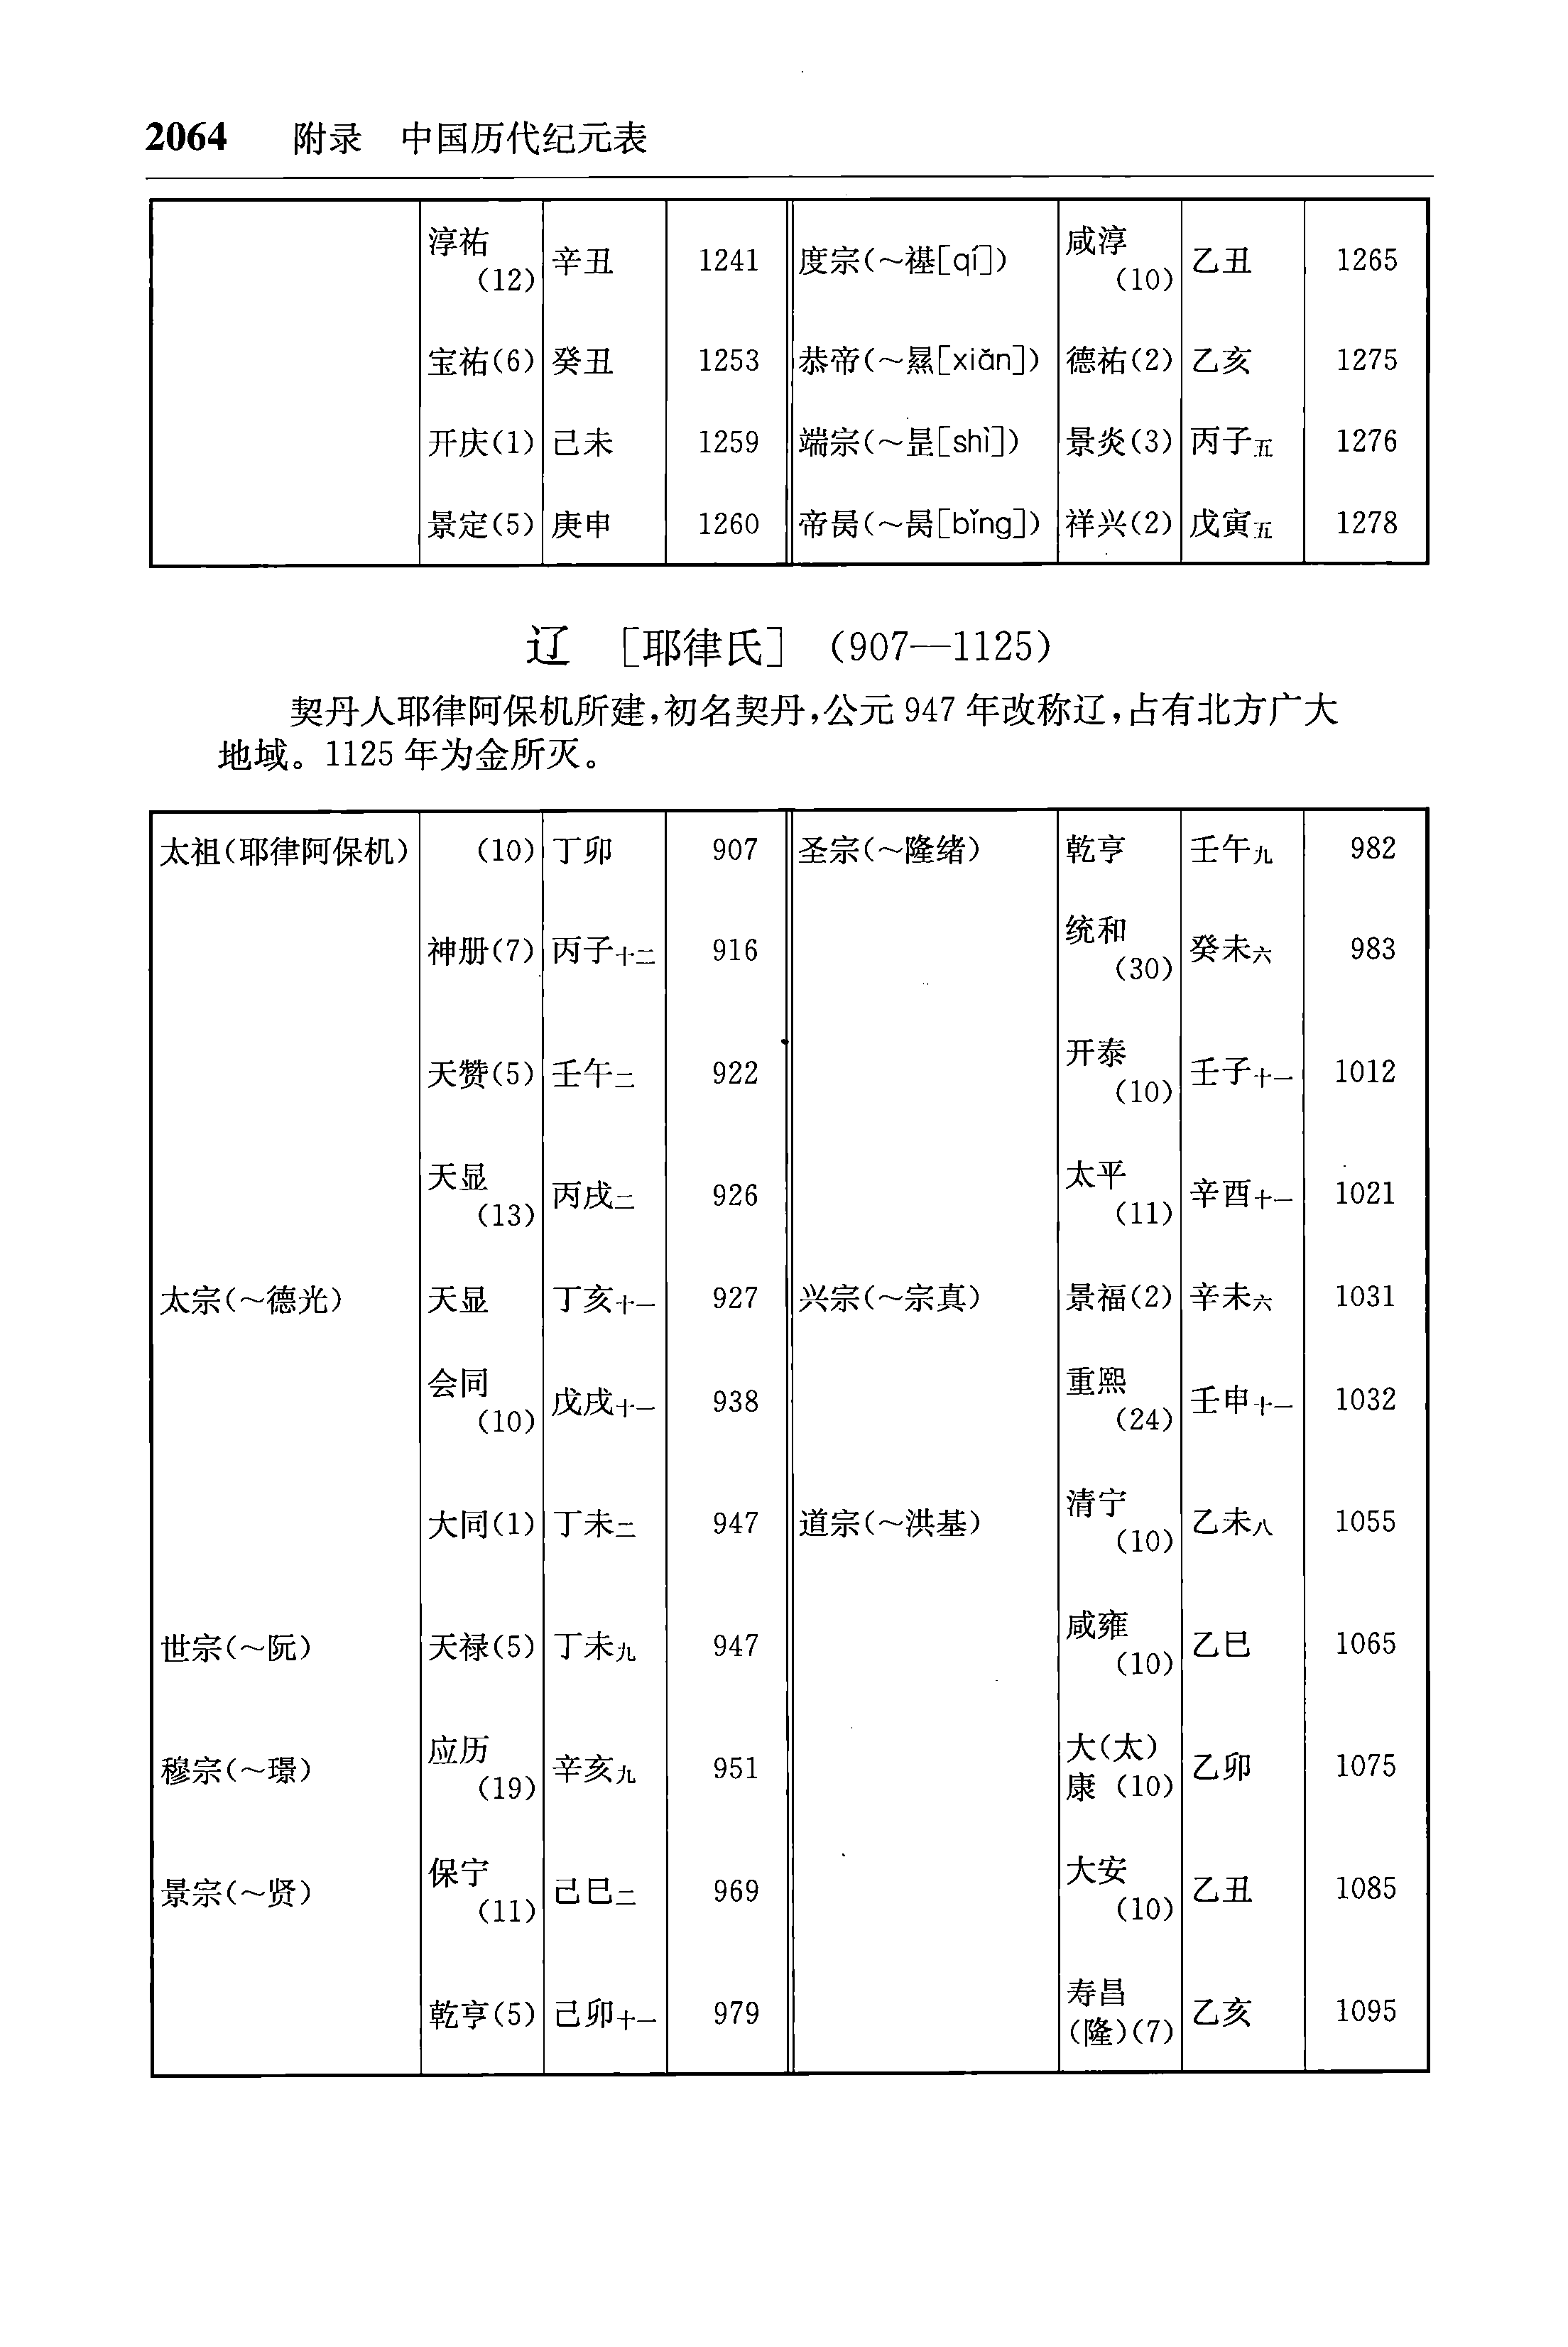 2064 附录 中国历代纪元表
淳祐
(12) 辛丑 1241
宝祐(6) 癸丑 1253
开庆(1) 己未 1259
景定(5) 庚申 1260
度宗(～禥[qí]) 咸淳
(10) 乙丑 1265
恭帝(～㬎[xiǎn]) 德祐(2) 乙亥 1275
端宗(～昰[shì]) 景炎(3) 丙子五 1276
帝昺(～昺[bǐng]) 祥兴(2) 戊寅五 1278
辽 [耶律氏] (907—1125)
契丹人耶律阿保机所建,初名契丹,公元 947 年改称辽,占有北方广大
地域。1125 年为金所灭。
太祖(耶律阿保机) (10) 丁卯 907
神册(7) 丙子十二 916
天赞(5) 壬午二 922
天显
(13) 丙戌二 926
太宗(～德光) 天显 丁亥十一 927
会同
(10) 戊戌十一 938
大同(1) 丁未二 947
世宗(～阮) 天禄(5) 丁未九 947
穆宗(～璟) 应历
(19) 辛亥九 951
景宗(～贤) 保宁
(11) 己巳二 969
乾亨(5) 己卯十一 979
圣宗(～隆绪) 乾亨 壬午九 982
统和
(30) 癸未六 983
开泰
(10) 壬子十一 1012
太平
(11) 辛酉十一 1021
兴宗(～宗真) 景福(2) 辛未六 1031
重熙
(24) 壬申十一 1032
道宗(～洪基) 清宁
(10) 乙未八 1055
咸雍
(10) 乙巳 1065
大(太)
康 (10) 乙卯 1075
大安
(10) 乙丑 1085
寿昌
(隆)(7) 乙亥 1095